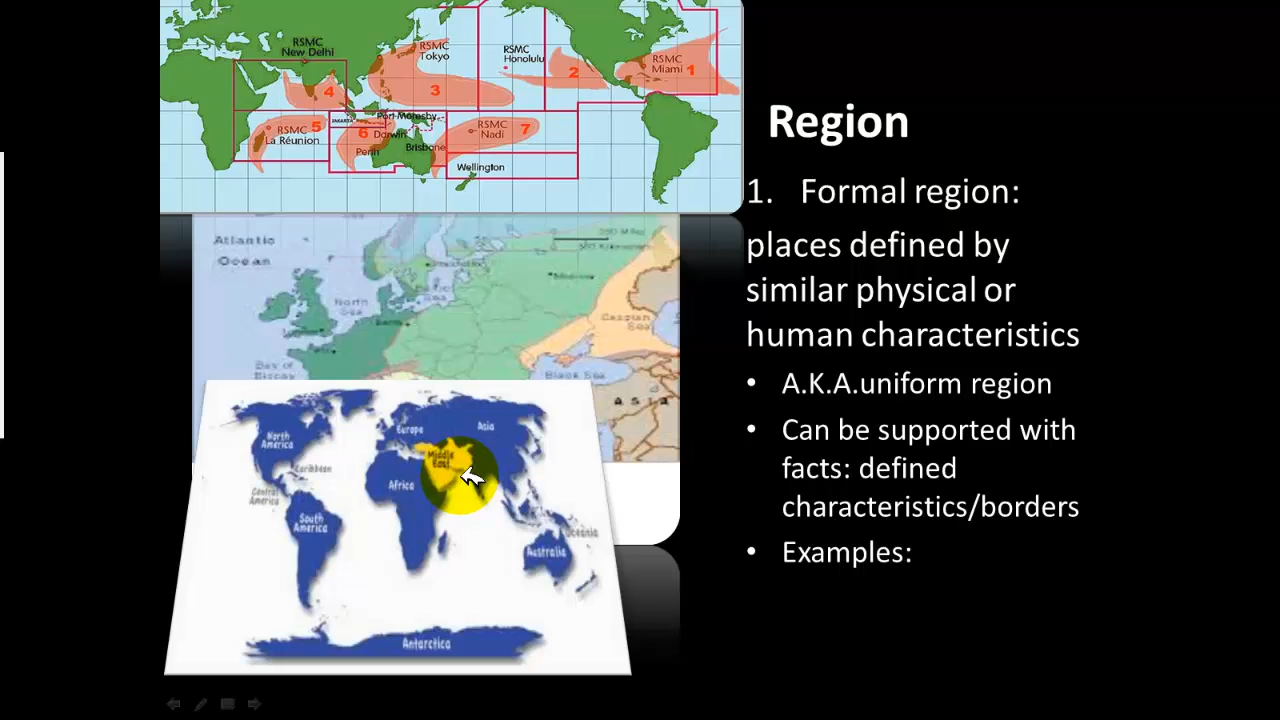 RSMC
New Delhi
RSMC
Tokyo
RSMC
Honolulu
RSMC
Miami 1
2
3
4
5
RSMC
La Réunion
JAKARTA
Port-Moresby
6 Darwin
Perth
Brisbane
RSMC
Nadi
7
Wellington
Atlantic
Ocean
North
Sea
Baltic
Sea
Bay of
Biscay
Black Sea
Caspian
Sea
ASIA
North
America
Caribbean
Central
America
South
America
Europe
Asia
Middle
East
Africa
Oceania
Australia
Antarctica
Region
1. Formal region:
places defined by
similar physical or
human characteristics
• A.K.A.uniform region
• Can be supported with
facts: defined
characteristics/borders
• Examples: